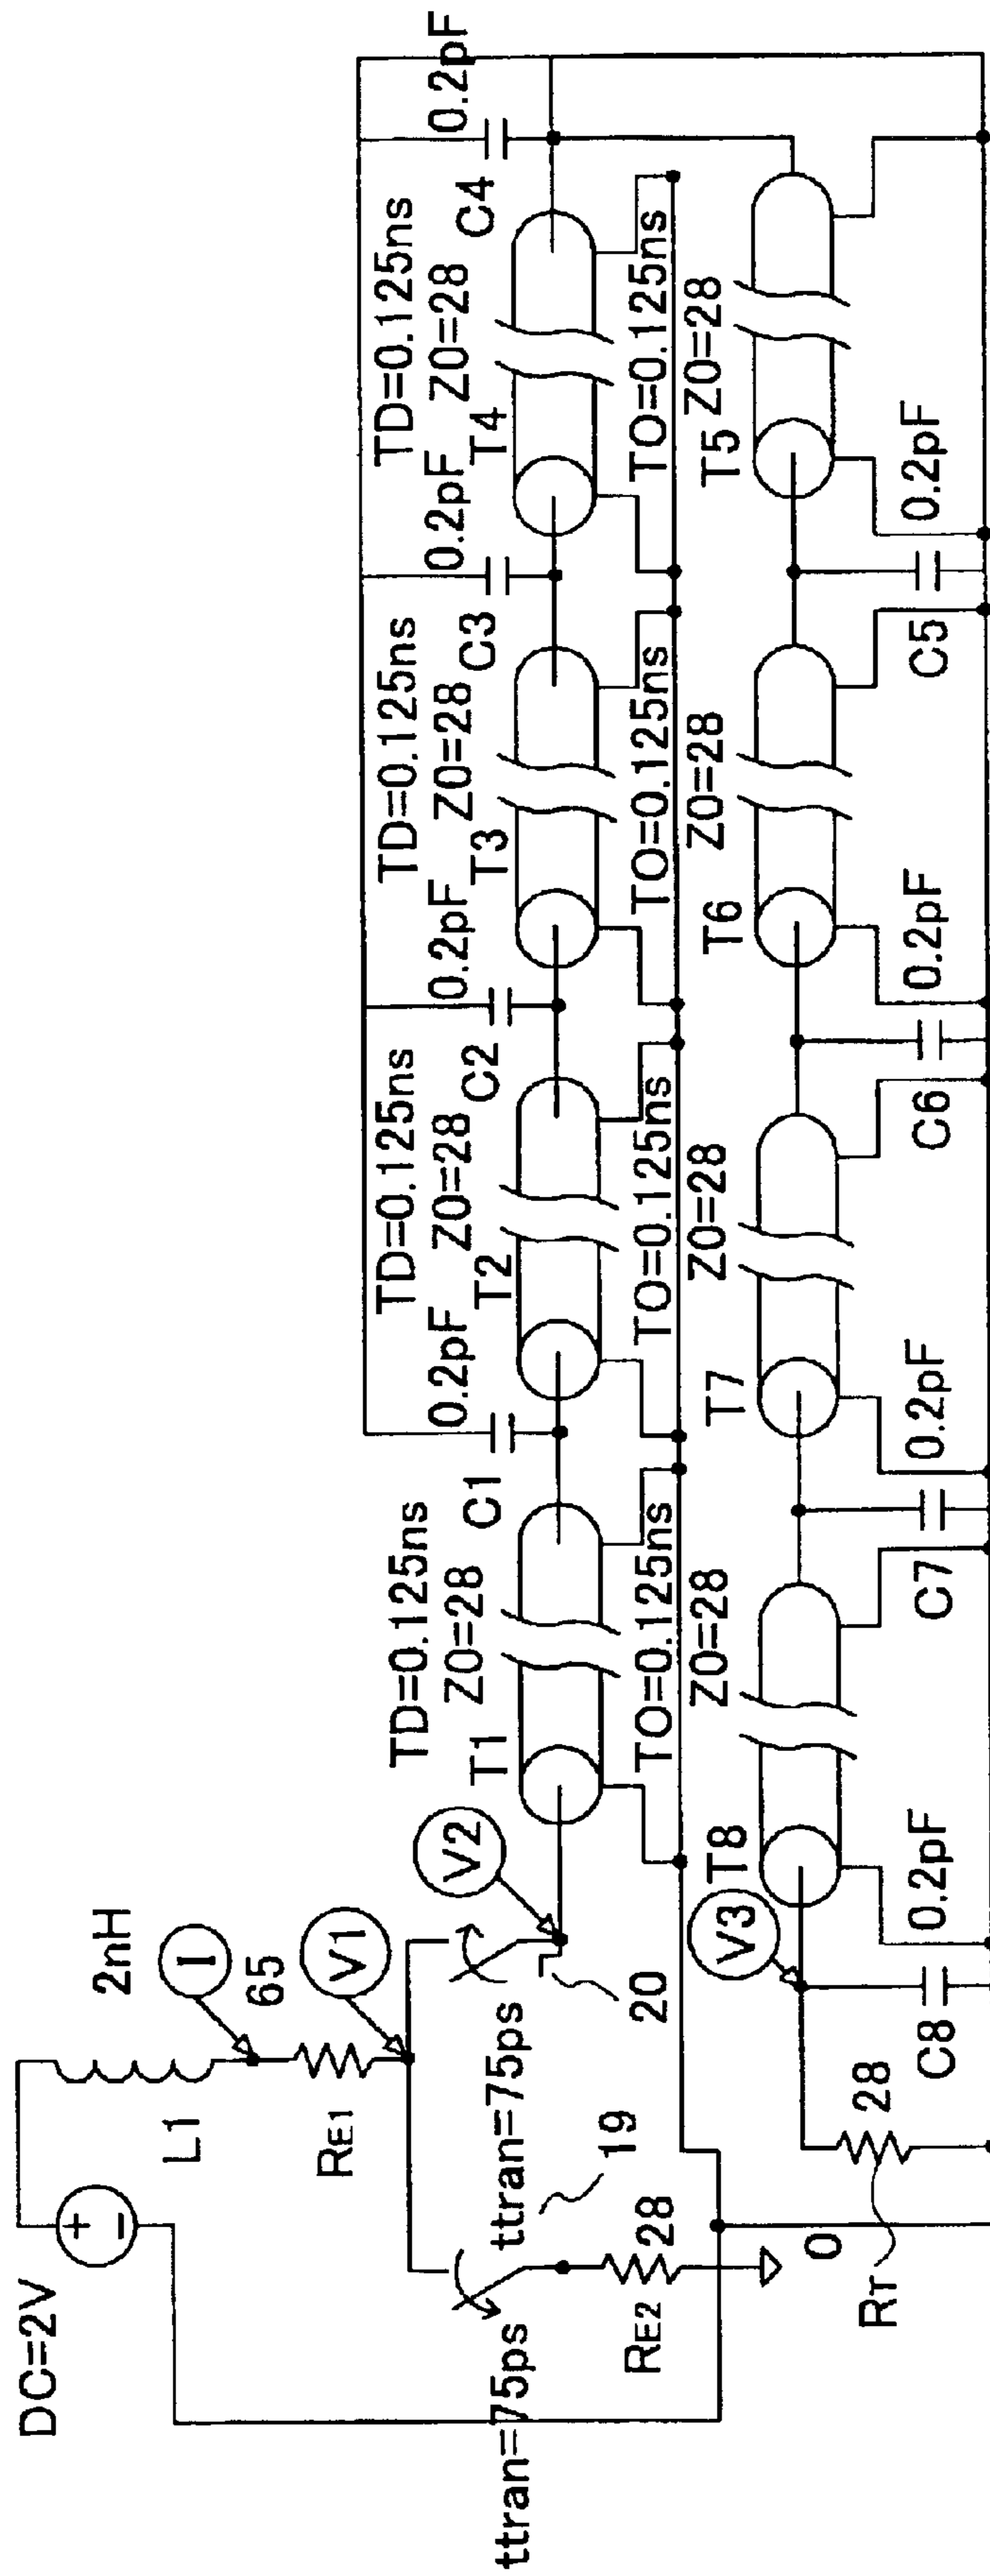 DC=2V
L1
2nH
I
RE1
65
V1
ttran=75ps
19
ttran=75ps
20
V2
RE2
28
0
RT
28
V3
TD=0.125ns
Z0=28
T1
C1
0.2pF
TD=0.125ns
Z0=28
T2
C2
0.2pF
TD=0.125ns
Z0=28
T3
C3
0.2pF
TD=0.125ns
Z0=28
T4
C4
0.2pF
TO=0.125ns
Z0=28
T8
C8
0.2pF
TO=0.125ns
Z0=28
T7
C7
0.2pF
TO=0.125ns
Z0=28
T6
C6
0.2pF
TO=0.125ns
Z0=28
T5
C5
0.2pF